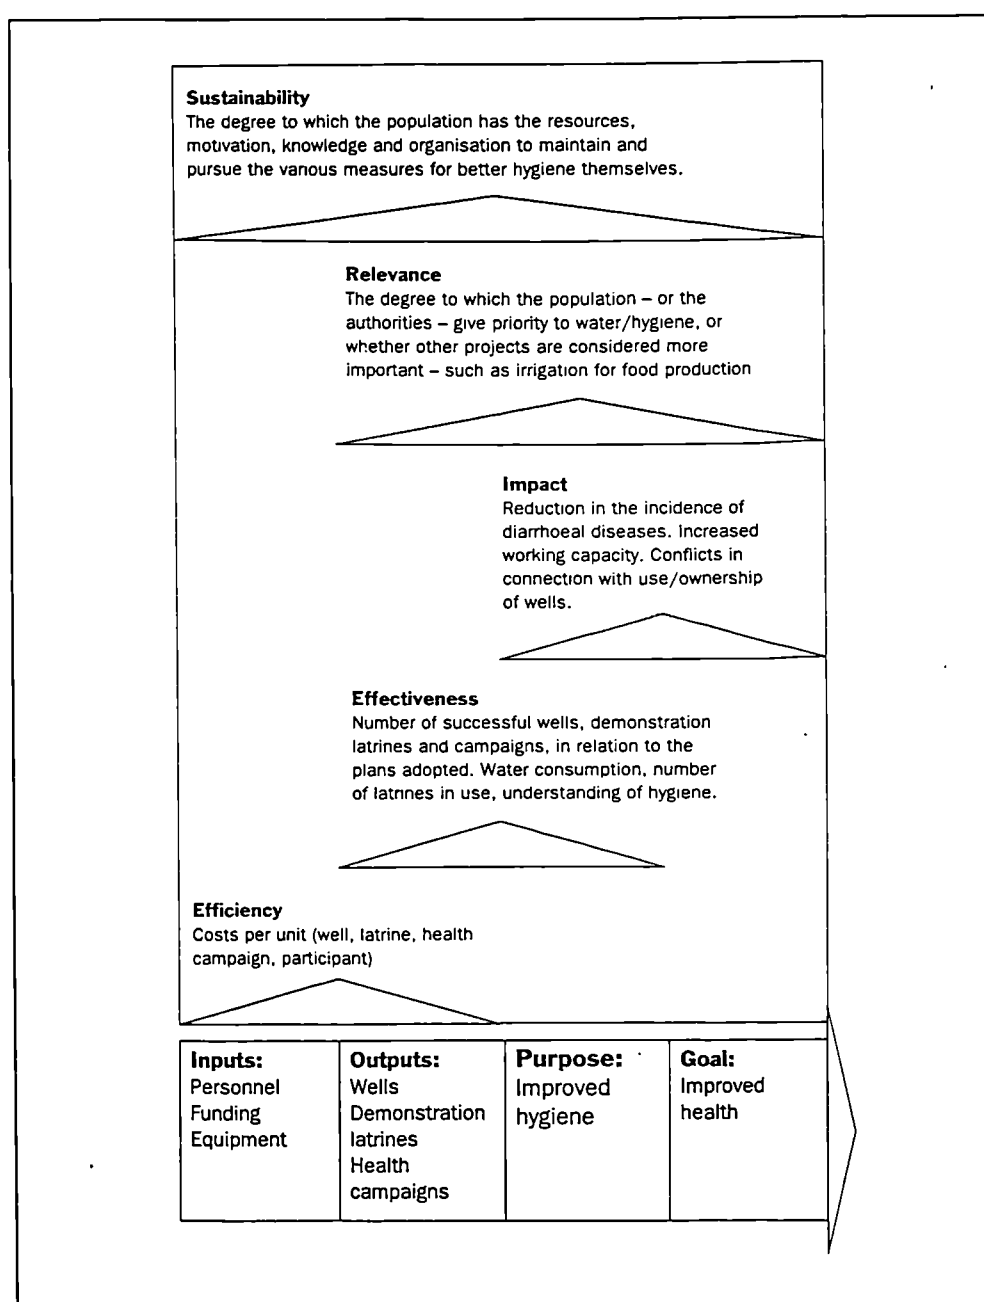 Sustainability
The degree to which the population has the resources,
motivation, knowledge and organisation to maintain and
pursue the vanous measures for better hygiene themselves.
Relevance
The degree to which the population – or the
authorities – give priority to water/hygiene, or
whether other projects are considered more
important – such as irrigation for food production
Impact
Reduction in the incidence of
diarrhoeal diseases. Increased
working capacity. Conflicts in
connection with use/ownership
of wells.
Effectiveness
Number of successful wells, demonstration
latrines and campaigns, in relation to the
plans adopted. Water consumption, number
of latrines in use, understanding of hygiene.
Efficiency
Costs per unit (well, latrine, health
campaign, participant)
Inputs:
Personnel
Funding
Equipment
Outputs:
Wells
Demonstration
latrines
Health
campaigns
Purpose:
Improved
hygiene
Goal:
Improved
health